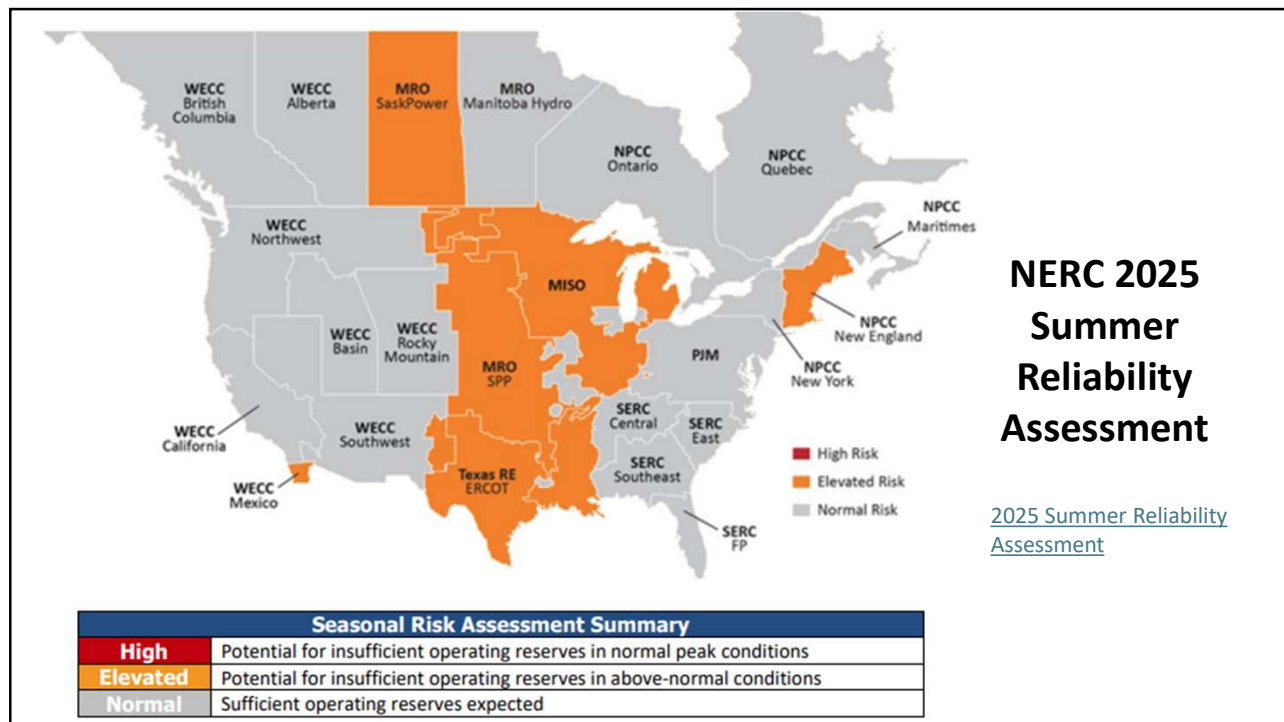 WECC
British
Columbia
WECC
Alberta
MRO
SaskPower
MRO
Manitoba Hydro
NPCC
Ontario
NPCC
Quebec
NPCC
Maritimes
WECC
Northwest
MISO
NPCC
New England
WECC
Basin
WECC
Rocky
Mountain
MRO
SPP
PJM
NPCC
New York
WECC
California
WECC
Southwest
SERC
Central
SERC
East
SERC
Southeast
Texas RE
ERCOT
WECC
Mexico
SERC
FP
High Risk
Elevated Risk
Normal Risk
NERC 2025
Summer
Reliability
Assessment
2025 Summer Reliability
Assessment
Seasonal Risk Assessment Summary
High Potential for insufficient operating reserves in normal peak conditions
Elevated Potential for insufficient operating reserves in above-normal conditions
Normal Sufficient operating reserves expected